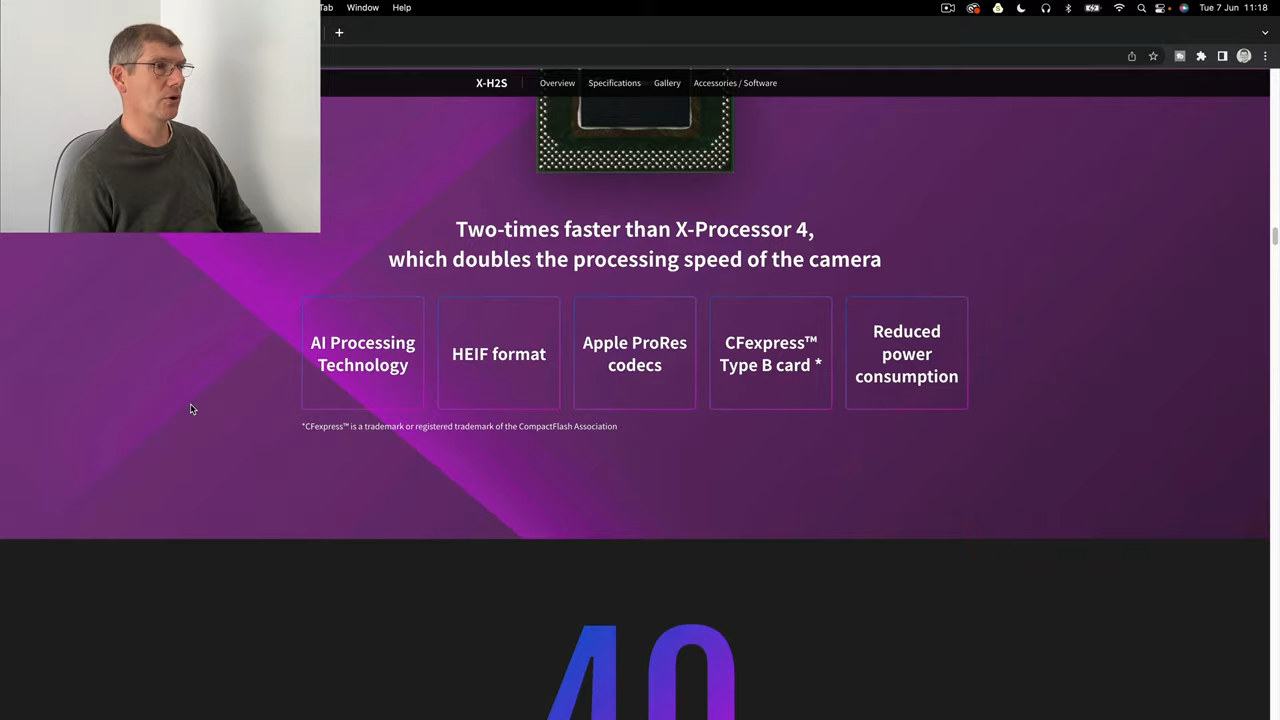 Tab Window Help
Tue 7 Jun 11:18
X-H2S Overview Specifications Gallery Accessories / Software
Two-times faster than X-Processor 4,
which doubles the processing speed of the camera
AI Processing
Technology
HEIF format
Apple ProRes
codecs
CFexpress™
Type B card *
Reduced
power
consumption
*CFexpress™ is a trademark or registered trademark of the CompactFlash Association
40